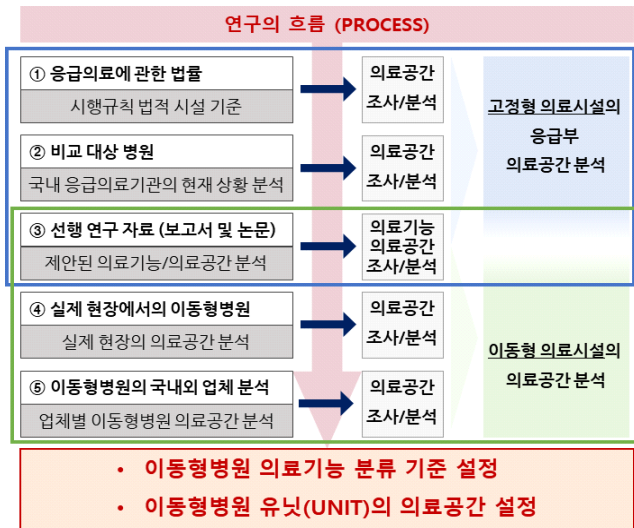 연구의 흐름 (PROCESS)
① 응급의료에 관한 법률
시행규칙 법적 시설 기준
의료공간
조사/분석
② 비교 대상 병원
국내 응급의료기관의 현재 상황 분석
의료공간
조사/분석
고정형 의료시설의
응급부
의료공간 분석
③ 선행 연구 자료 (보고서 및 논문)
제안된 의료기능/의료공간 분석
의료기능
의료공간
조사/분석
④ 실제 현장에서의 이동형병원
실제 현장의 의료공간 분석
의료공간
조사/분석
⑤ 이동형병원의 국내외 업체 분석
업체별 이동형병원 의료공간 분석
의료공간
조사/분석
이동형 의료시설의
의료공간 분석
• 이동형병원 의료기능 분류 기준 설정
• 이동형병원 유닛(UNIT)의 의료공간 설정